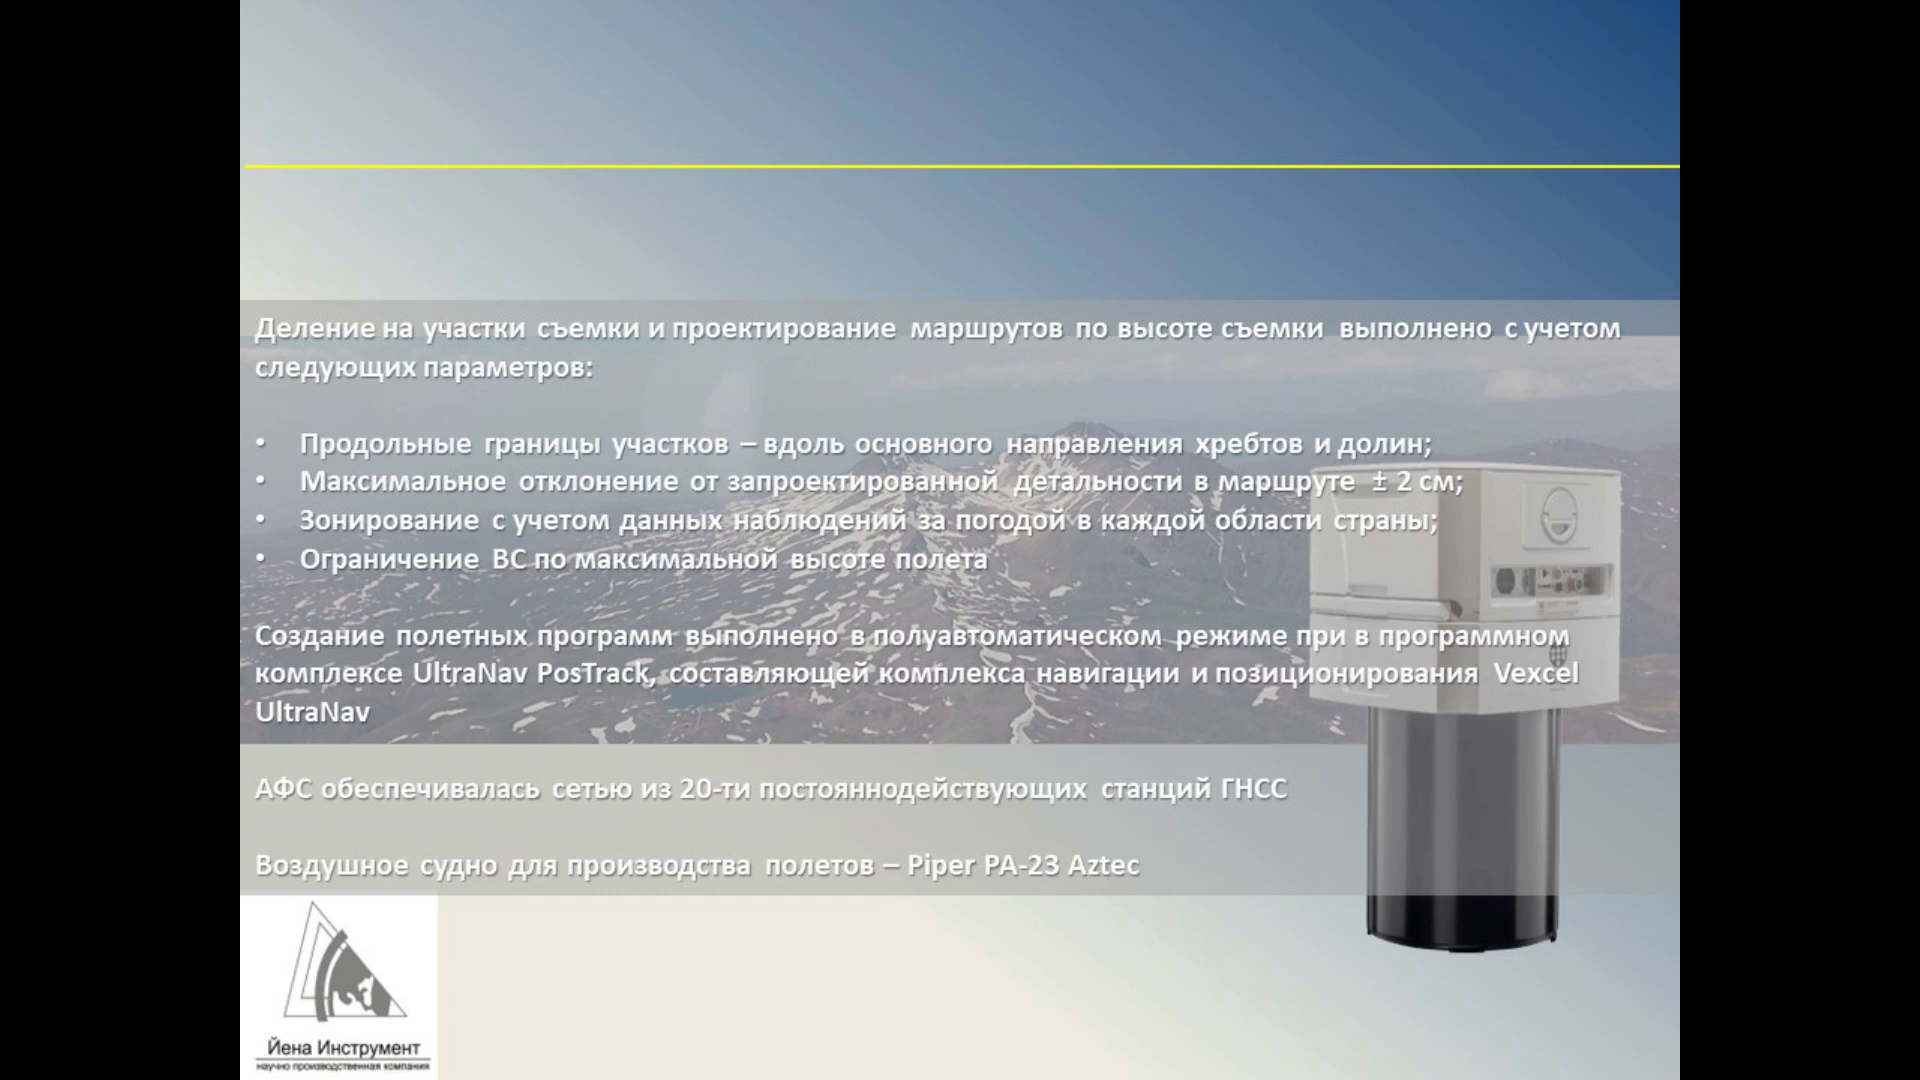 Деление на участки съемки и проектирование маршрутов по высоте съемки выполнено с учетом
следующих параметров:
• Продольные границы участков – вдоль основного направления хребтов и долин;
• Максимальное отклонение от запроектированной детальности в маршруте ± 2 см;
• Зонирование с учетом данных наблюдений за погодой в каждой области страны;
• Ограничение ВС по максимальной высоте полета
Создание полетных программ выполнено в полуавтоматическом режиме при в программном
комплексе UltraNav PosTrack, составляющей комплекса навигации и позиционирования Vexcel
UltraNav
АФС обеспечивалась сетью из 20-ти постояннодействующих станций ГНСС
Воздушное судно для производства полетов – Piper PA-23 Aztec
Йена Инструмент
научно производственная компания